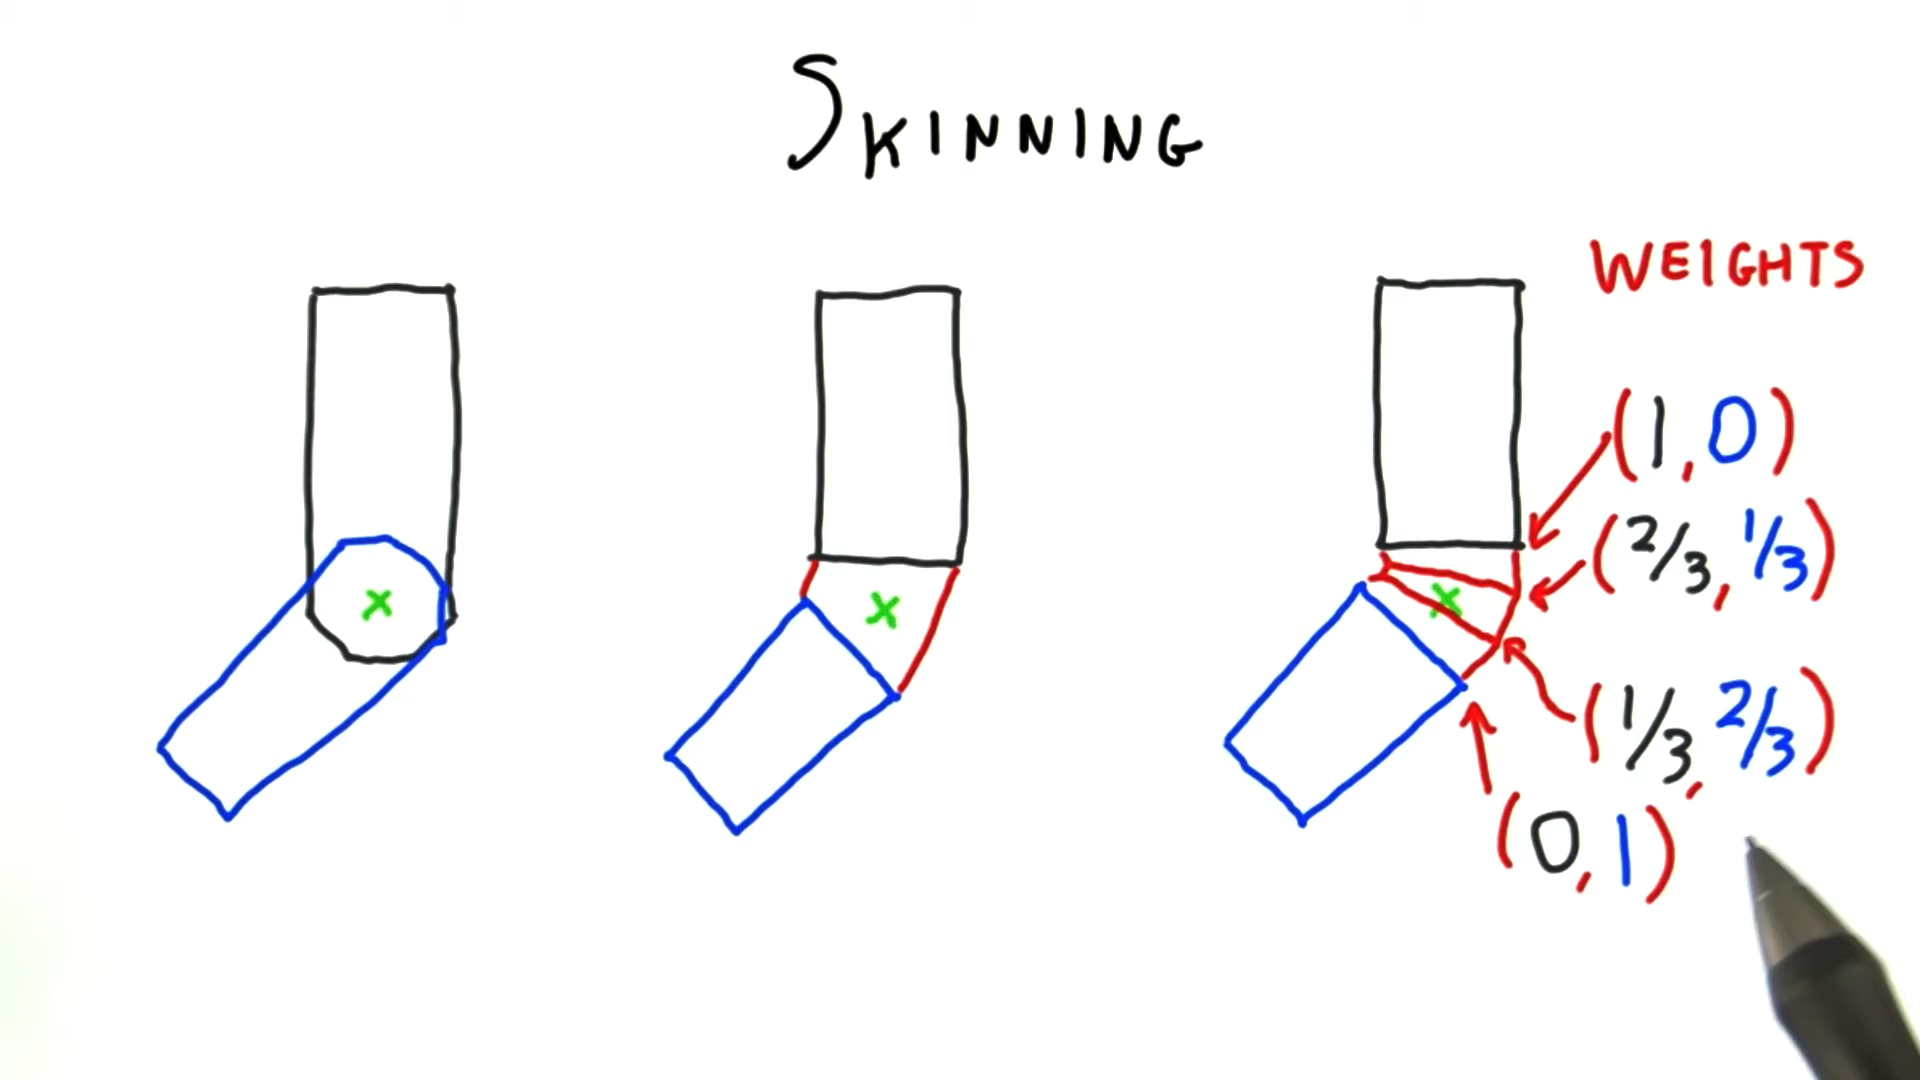 SKINNING
WEIGHTS
(1,0)
(2/3,1/3)
(1/3,2/3)
(0,1)